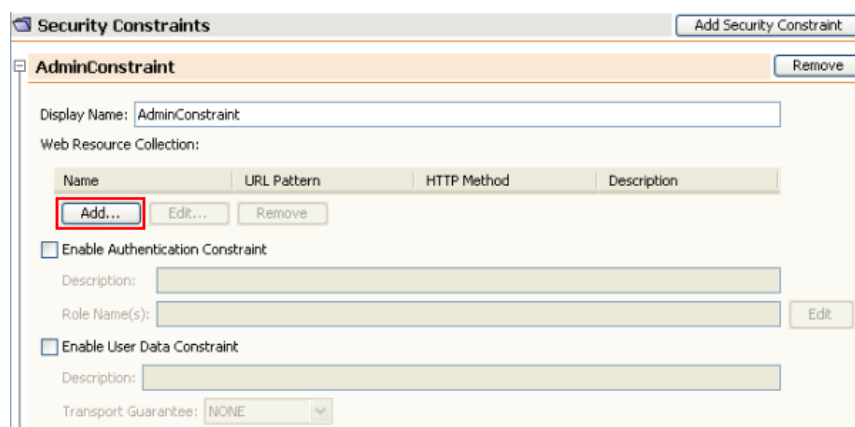 Security Constraints Add Security Constraint
AdminConstraint Remove
Display Name: AdminConstraint
Web Resource Collection:
Name URL Pattern HTTP Method Description
Add... Edit... Remove
Enable Authentication Constraint
Description:
Role Name(s): Edit
Enable User Data Constraint
Description:
Transport Guarantee: NONE